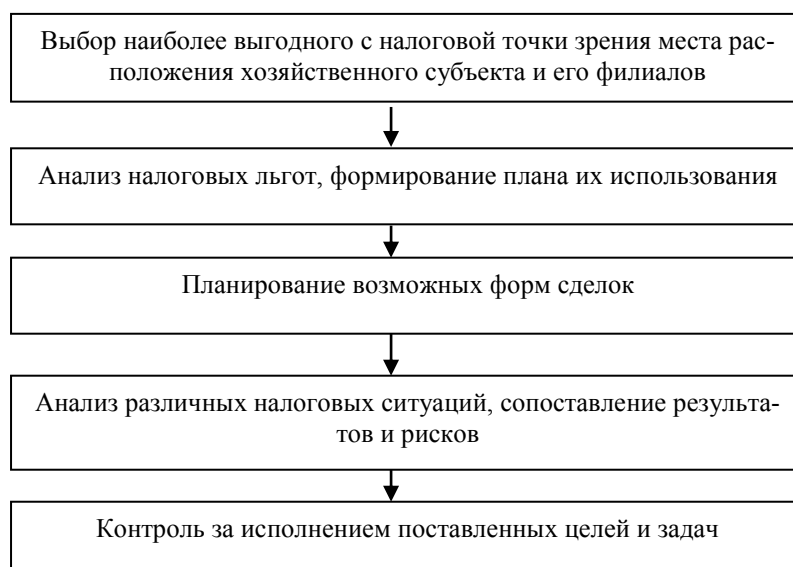 Выбор наиболее выгодного с налоговой точки зрения места рас-
положения хозяйственного субъекта и его филиалов
Анализ налоговых льгот, формирование плана их использования
Планирование возможных форм сделок
Анализ различных налоговых ситуаций, сопоставление результа-
тов и рисков
Контроль за исполнением поставленных целей и задач